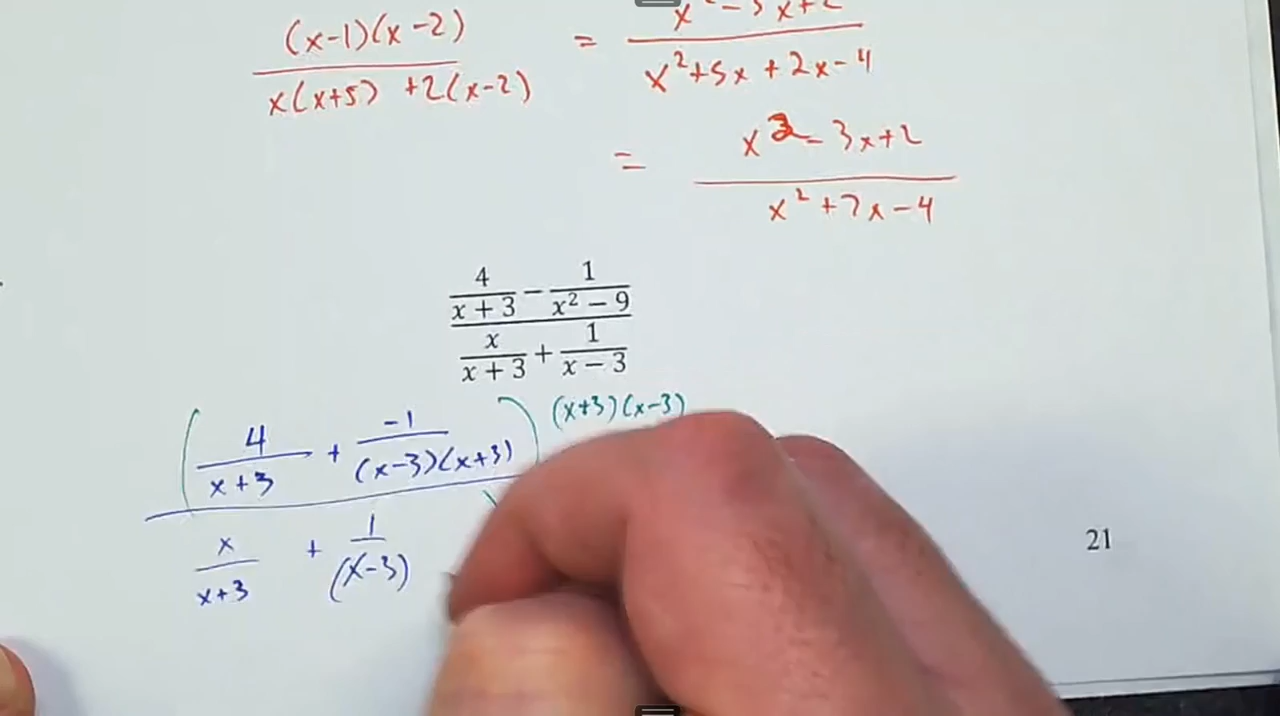 (x-1)(x-2) / x(x+5) +2(x-2) = x² - 3x+2 / x²+5x + 2x - 4
= x² - 3x+2 / x² +7x - 4
4/(x + 3) − 1/(x² − 9)
x/(x + 3) + 1/(x − 3)
( 4/(x+3) + -1/((x-3)(x+3)) ) (x+3)(x-3)
x/(x+3) + 1/(x-3) )
21